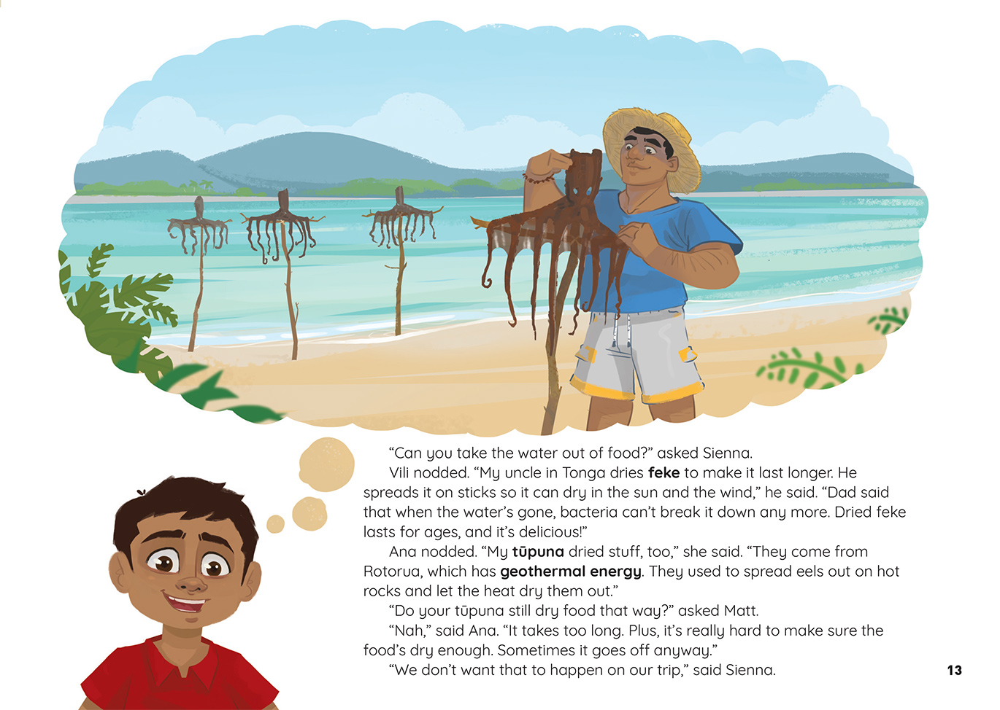 “Can you take the water out of food?” asked Sienna.
Vili nodded. “My uncle in Tonga dries feke to make it last longer. He
spreads it on sticks so it can dry in the sun and the wind,” he said. “Dad said
that when the water’s gone, bacteria can’t break it down any more. Dried feke
lasts for ages, and it’s delicious!”
Ana nodded. “My tūpuna dried stuff, too,” she said. “They come from
Rotorua, which has geothermal energy. They used to spread eels out on hot
rocks and let the heat dry them out.”
“Do your tūpuna still dry food that way?” asked Matt.
“Nah,” said Ana. “It takes too long. Plus, it’s really hard to make sure the
food’s dry enough. Sometimes it goes off anyway.”
“We don’t want that to happen on our trip,” said Sienna.
13